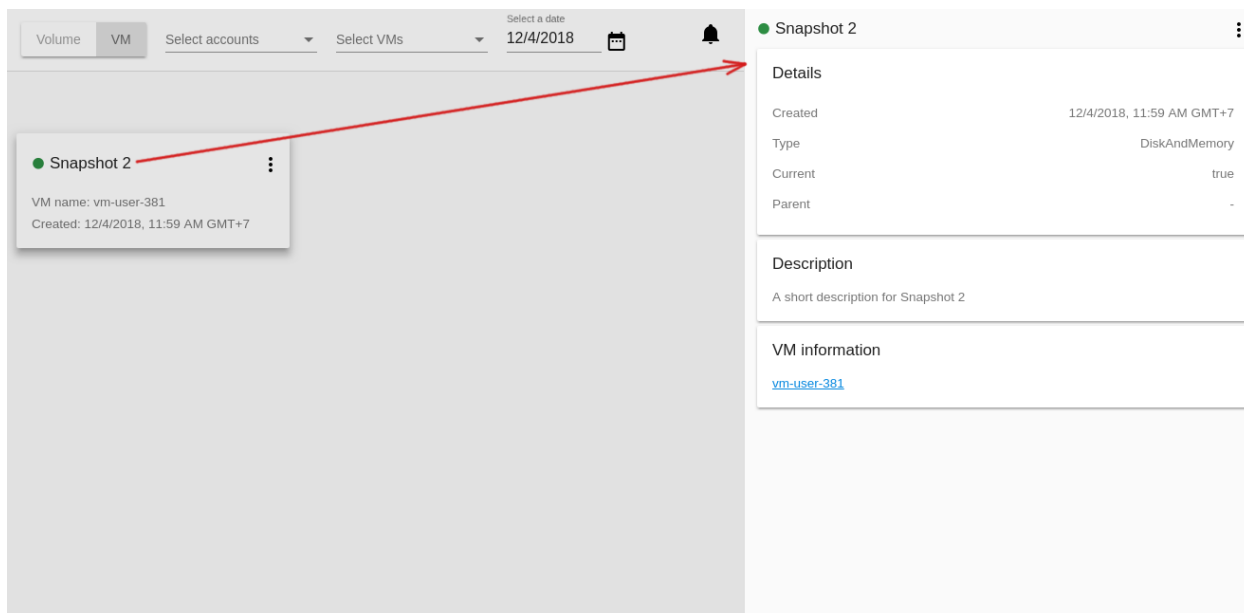 Volume
VM
Select accounts
Select VMs
Select a date
12/4/2018
Snapshot 2
VM name: vm-user-381
Created: 12/4/2018, 11:59 AM GMT+7
Snapshot 2
Details
Created 12/4/2018, 11:59 AM GMT+7
Type DiskAndMemory
Current true
Parent -
Description
A short description for Snapshot 2
VM information
vm-user-381